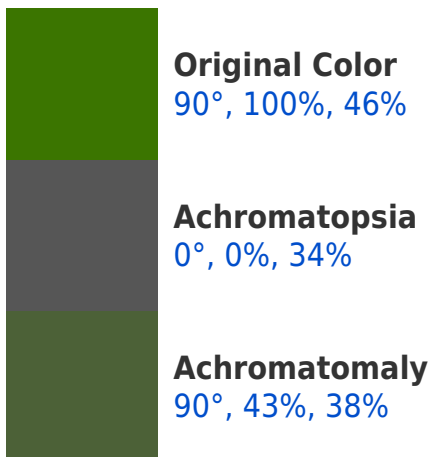 Original Color
90°, 100%, 46%
Achromatopsia
0°, 0%, 34%
Achromatomaly
90°, 43%, 38%